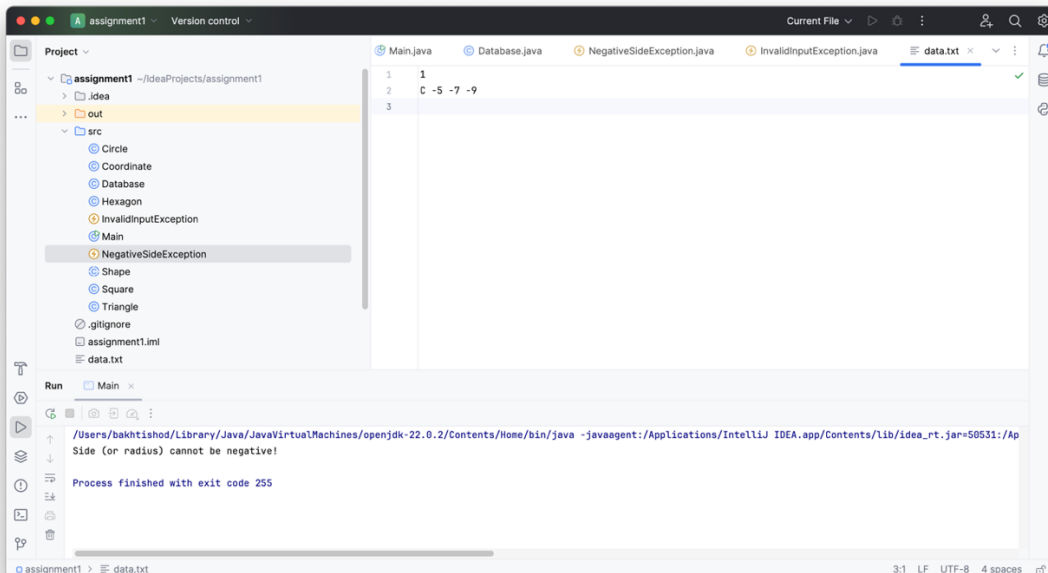 A assignment1 Version control Current File
Project
Main.java Database.java NegativeSideException.java InvalidInputException.java data.txt
assignment1 ~/IdeaProjects/assignment1
.idea
out
src
Circle
Coordinate
Database
Hexagon
InvalidInputException
Main
NegativeSideException
Shape
Square
Triangle
.gitignore
assignment1.iml
data.txt
1 1
2 C -5 -7 -9
3
Run Main
/Users/bakhtishod/Library/Java/JavaVirtualMachines/openjdk-22.0.2/Contents/Home/bin/java -javaagent:/Applications/IntelliJ IDEA.app/Contents/lib/idea_rt.jar=50531:/Ap
Side (or radius) cannot be negative!
Process finished with exit code 255
assignment1 > data.txt 3:1 LF UTF-8 4 spaces